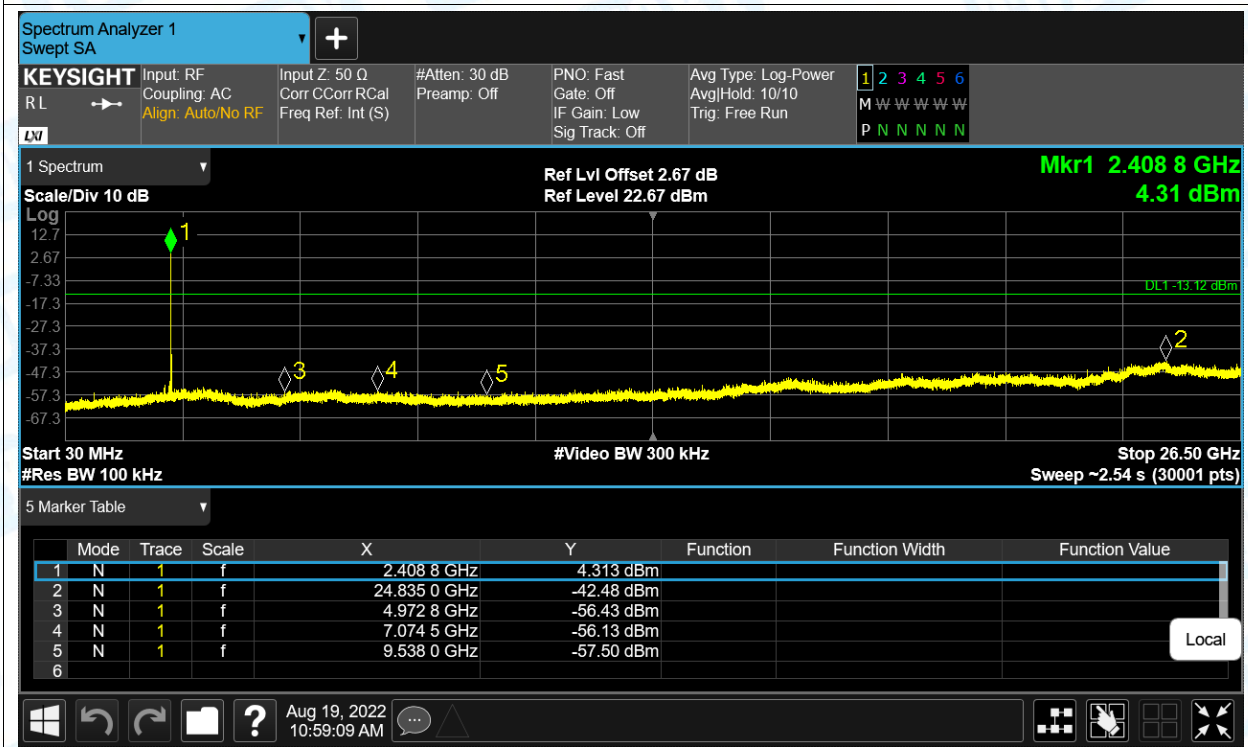 Spectrum Analyzer 1
Swept SA
KEYSIGHT
R L
LXI
Input: RF
Coupling: AC
Align: Auto/No RF
Input Z: 50 Ω
Corr CCorr RCal
Freq Ref: Int (S)
#Atten: 30 dB
Preamp: Off
PNO: Fast
Gate: Off
IF Gain: Low
Sig Track: Off
Avg Type: Log-Power
Avg|Hold: 10/10
Trig: Free Run
1 2 3 4 5 6
M W W W W W
P N N N N N
1 Spectrum
Scale/Div 10 dB
Ref Lvl Offset 2.67 dB
Ref Level 22.67 dBm
Mkr1 2.408 8 GHz
4.31 dBm
Log
12.7
2.67
-7.33
-17.3
-27.3
-37.3
-47.3
-57.3
-67.3
1
DL1 -13.12 dBm
2
3
4
5
Start 30 MHz
#Video BW 300 kHz
Stop 26.50 GHz
#Res BW 100 kHz
Sweep ~2.54 s (30001 pts)
5 Marker Table
Mode Trace Scale X Y Function Function Width Function Value
1 N 1 f 2.408 8 GHz 4.313 dBm
2 N 1 f 24.835 0 GHz -42.48 dBm
3 N 1 f 4.972 8 GHz -56.43 dBm
4 N 1 f 7.074 5 GHz -56.13 dBm
5 N 1 f 9.538 0 GHz -57.50 dBm
6
Local
?
Aug 19, 2022
10:59:09 AM